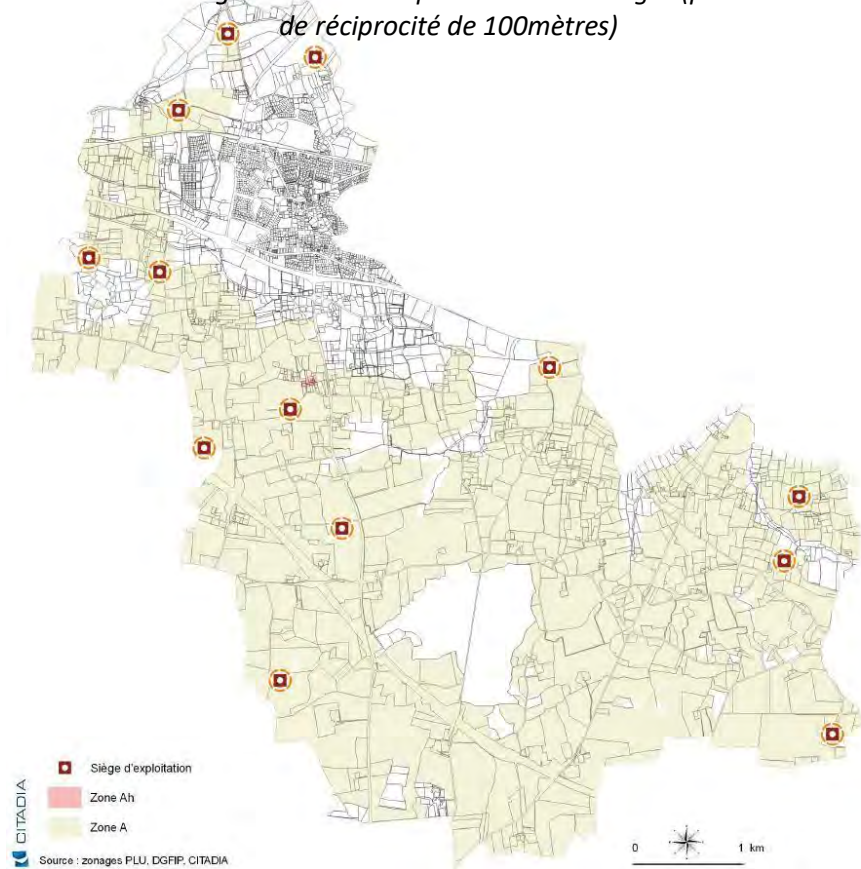 de réciprocité de 100mètres)
Siège d'exploitation
Zone Ah
Zone A
CITADIA
Source : zonages PLU, DGFIP, CITADIA
0 1 km